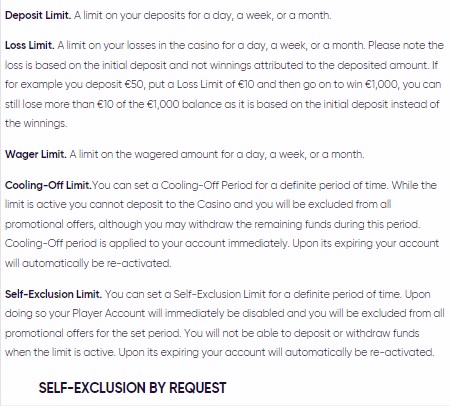 Deposit Limit. A limit on your deposits for a day, a week, or a month.
Loss Limit. A limit on your losses in the casino for a day, a week, or a month. Please note the
loss is based on the initial deposit and not winnings attributed to the deposited amount. If
for example you deposit €50, put a Loss Limit of €10 and then go on to win €1,000, you can
still lose more than €10 of the €1,000 balance as it is based on the initial deposit instead of
the winnings.
Wager Limit. A limit on the wagered amount for a day, a week, or a month.
Cooling-Off Limit.You can set a Cooling-Off Period for a definite period of time. While the
limit is active you cannot deposit to the Casino and you will be excluded from all
promotional offers, although you may withdraw the remaining funds during this period.
Cooling-Off period is applied to your account immediately. Upon its expiring your account
will automatically be re-activated.
Self-Exclusion Limit. You can set a Self-Exclusion Limit for a definite period of time. Upon
doing so your Player Account will immediately be disabled and you will be excluded from all
promotional offers for the set period. You will not be able to deposit or withdraw funds
when the limit is active. Upon its expiring your account will automatically be re-activated.
SELF-EXCLUSION BY REQUEST